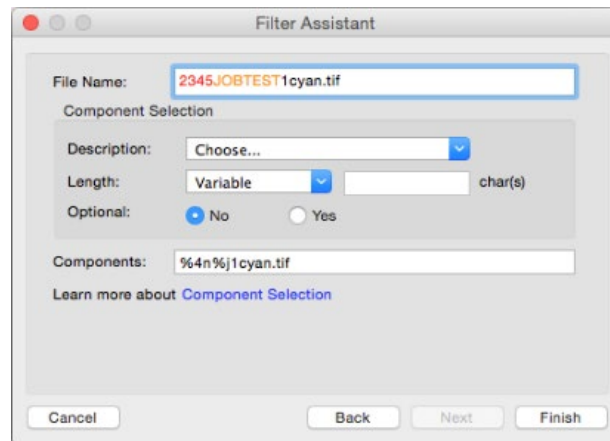 Filter Assistant
File Name: 2345JOBTEST1cyan.tif
Component Selection
Description: Choose...
Length: Variable char(s)
Optional: No Yes
Components: %4n%j1cyan.tif
Learn more about Component Selection
Cancel Back Next Finish